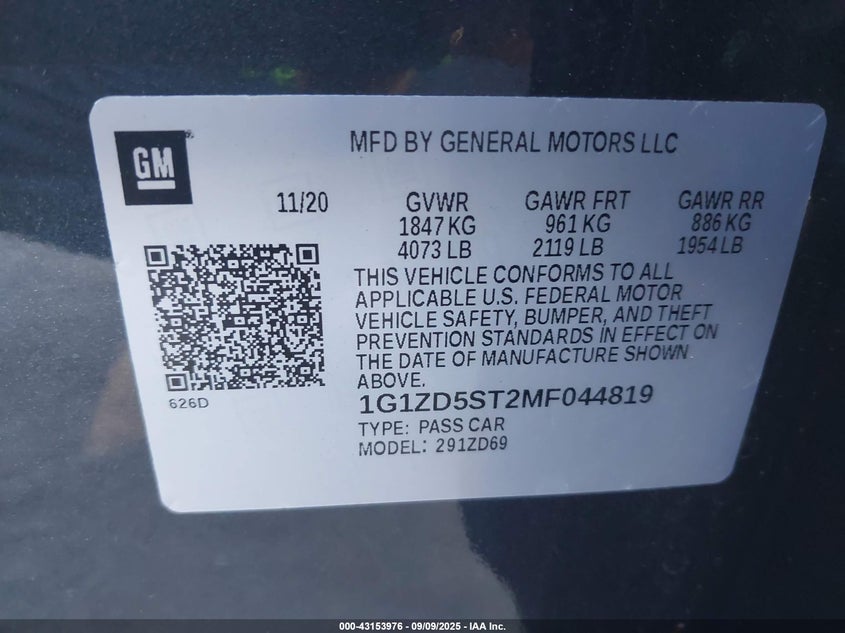 GM
MFD BY GENERAL MOTORS LLC
11/20 GVWR GAWR FRT GAWR RR
1847 KG 961 KG 886 KG
4073 LB 2119 LB 1954 LB
THIS VEHICLE CONFORMS TO ALL
APPLICABLE U.S. FEDERAL MOTOR
VEHICLE SAFETY, BUMPER, AND THEFT
PREVENTION STANDARDS IN EFFECT ON
THE DATE OF MANUFACTURE SHOWN
ABOVE.
626D
1G1ZD5ST2MF044819
TYPE: PASS CAR
MODEL: 291ZD69
000-43153976 - 09/09/2025 - IAA Inc.